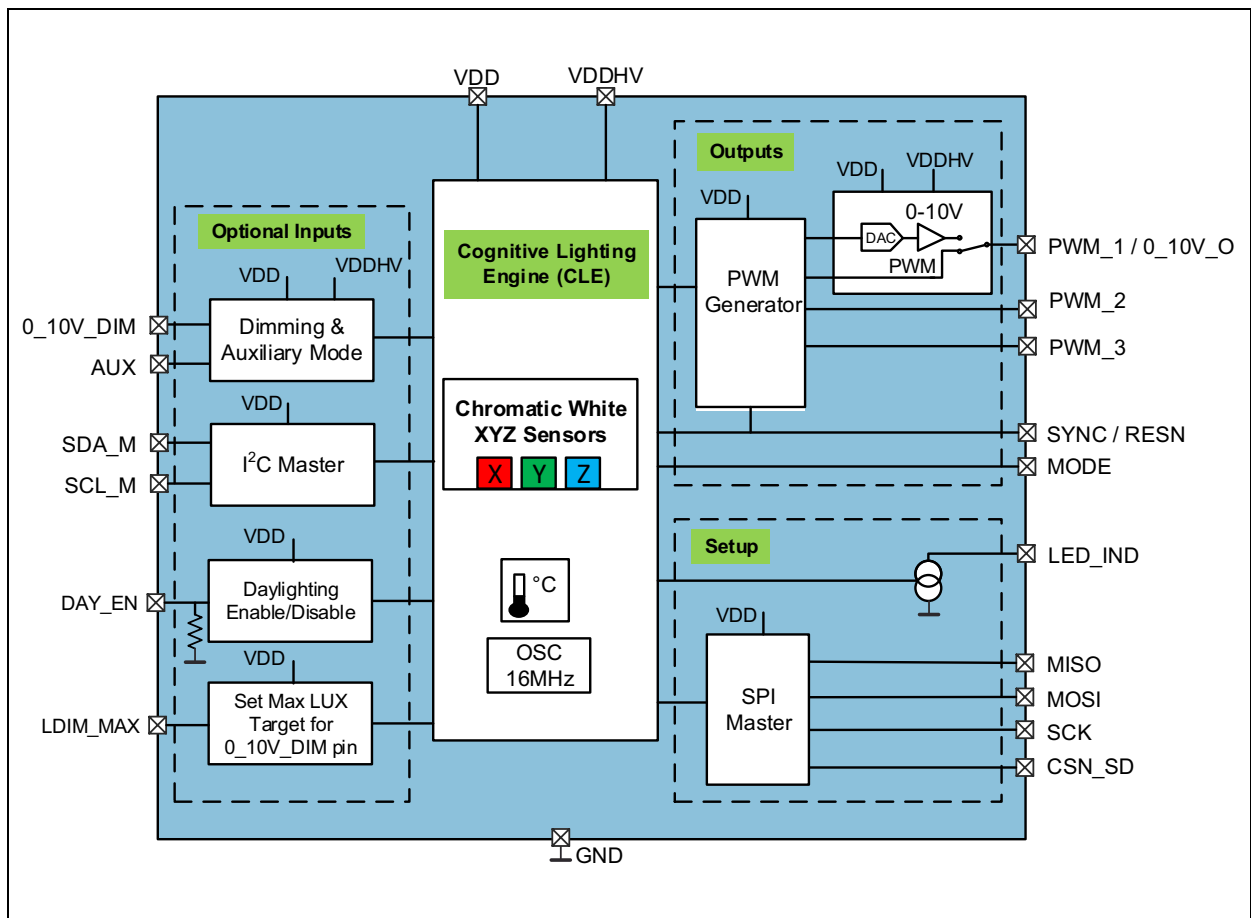 VDD
VDDHV
Optional Inputs
VDD
VDDHV
0_10V_DIM
AUX
Dimming &
Auxiliary Mode
VDD
SDA_M
SCL_M
I²C Master
VDD
DAY_EN
Daylighting
Enable/Disable
VDD
LDIM_MAX
Set Max LUX
Target for
0_10V_DIM pin
Cognitive Lighting
Engine (CLE)
Chromatic White
XYZ Sensors
X
Y
Z
°C
OSC
16MHz
Outputs
VDD
VDDHV
VDD
0-10V
DAC
PWM
PWM
Generator
PWM_1 / 0_10V_O
PWM_2
PWM_3
SYNC / RESN
MODE
Setup
LED_IND
VDD
SPI
Master
MISO
MOSI
SCK
CSN_SD
GND